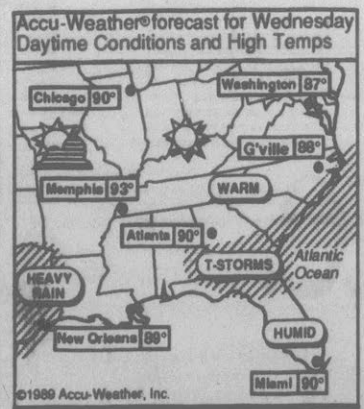 Accu-Weather® forecast for Wednesday
Daytime Conditions and High Temps
Washington 87°
Chicago 90°
G'ville 88°
Memphis 93°
WARM
Atlanta 90°
T-STORMS
Atlantic
Ocean
HEAVY
RAIN
HUMID
New Orleans 89°
Miami 90°
©1989 Accu-Weather, Inc.